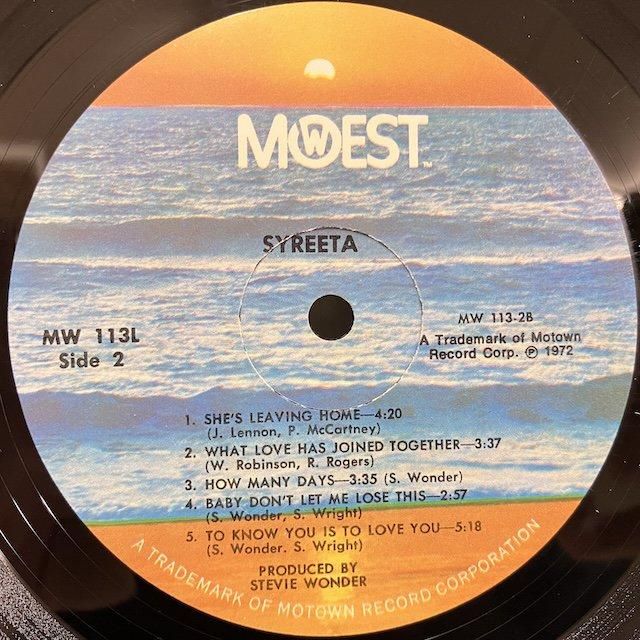 MOWEST™
SYREETA
MW 113L
Side 2
MW 113-2B
A Trademark of Motown
Record Corp. ℗ 1972
1. SHE'S LEAVING HOME—4:20
(J. Lennon, P. McCartney)
2. WHAT LOVE HAS JOINED TOGETHER—3:37
(W. Robinson, R. Rogers)
3. HOW MANY DAYS—3:35 (S. Wonder)
4. BABY DON'T LET ME LOSE THIS—2:57
(S. Wonder, S. Wright)
5. TO KNOW YOU IS TO LOVE YOU—5:18
(S. Wonder. S. Wright)
PRODUCED BY
STEVIE WONDER
A TRADEMARK OF MOTOWN RECORD CORPORATION